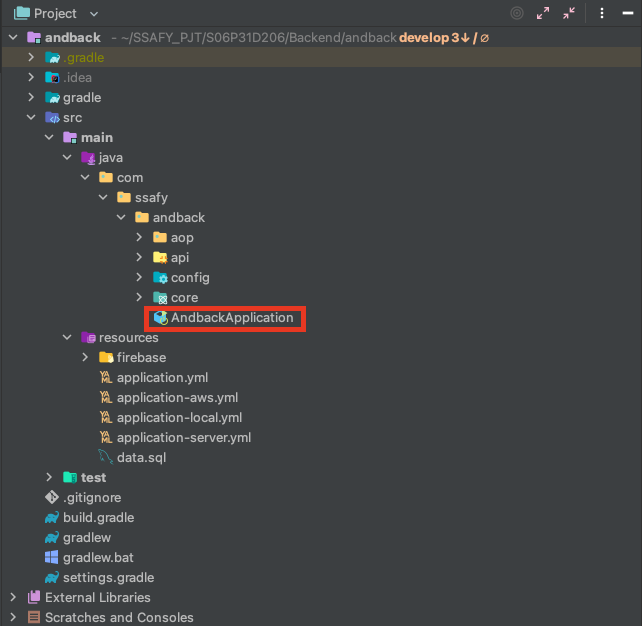 Project
andback - ~/SSAFY_PJT/S06P31D206/Backend/andback develop 3↓ / ∅
.gradle
.idea
gradle
src
main
java
com
ssafy
andback
aop
api
config
core
AndbackApplication
resources
firebase
application.yml
application-aws.yml
application-local.yml
application-server.yml
data.sql
test
.gitignore
build.gradle
gradlew
gradlew.bat
settings.gradle
External Libraries
Scratches and Consoles